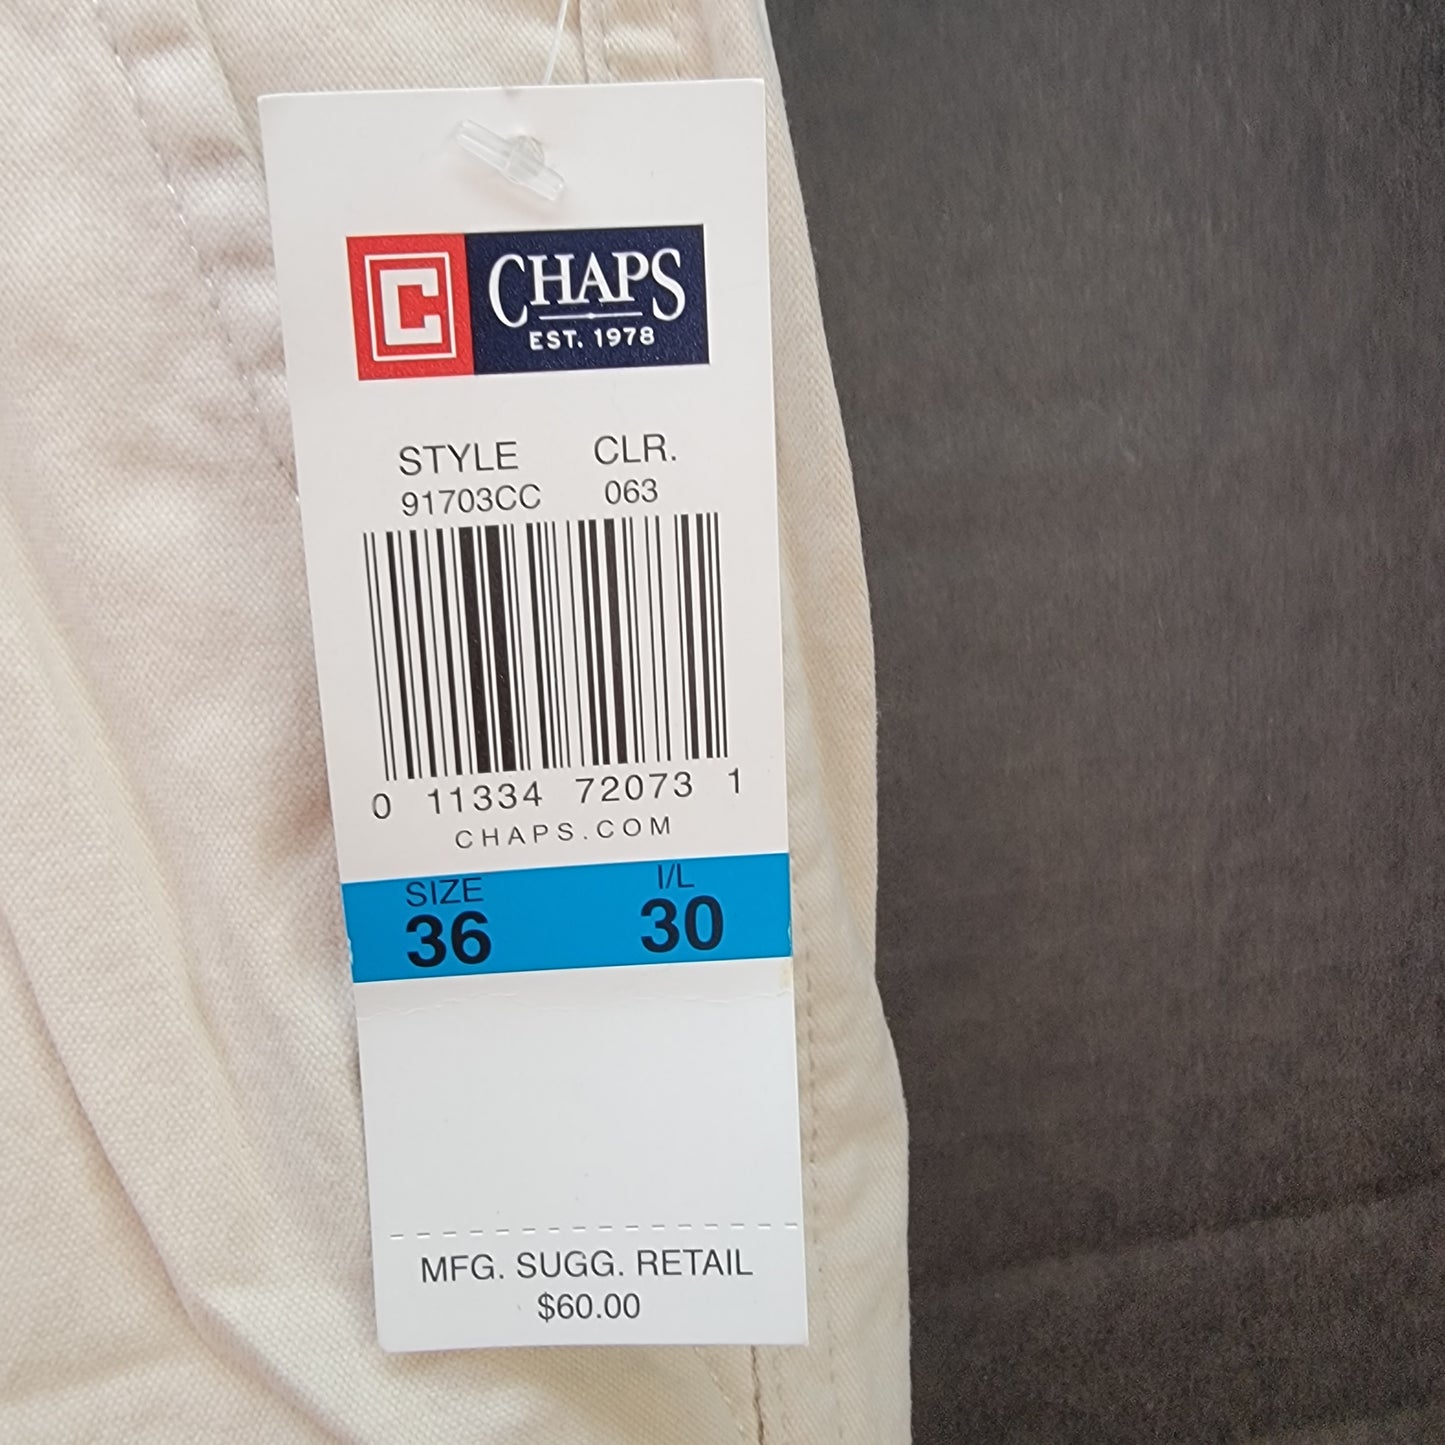 C CHAPS
EST. 1978
STYLE CLR.
91703CC 063
0 11334 72073 1
CHAPS.COM
SIZE I/L
36 30
MFG. SUGG. RETAIL
$60.00